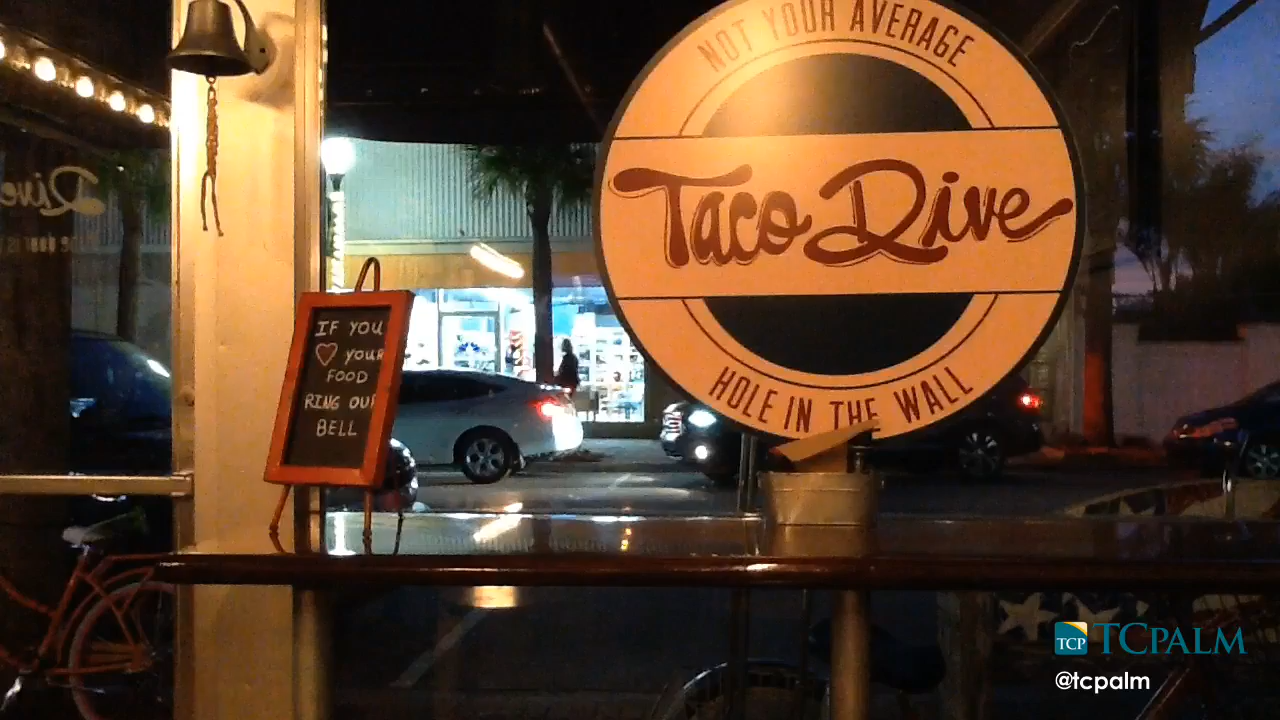 NOT YOUR AVERAGE
Taco Dive
HOLE IN THE WALL
IF YOU
♡ YOUR
FOOD
RING OUR
BELL
Dive
TCP TCPALM
@tcpalm